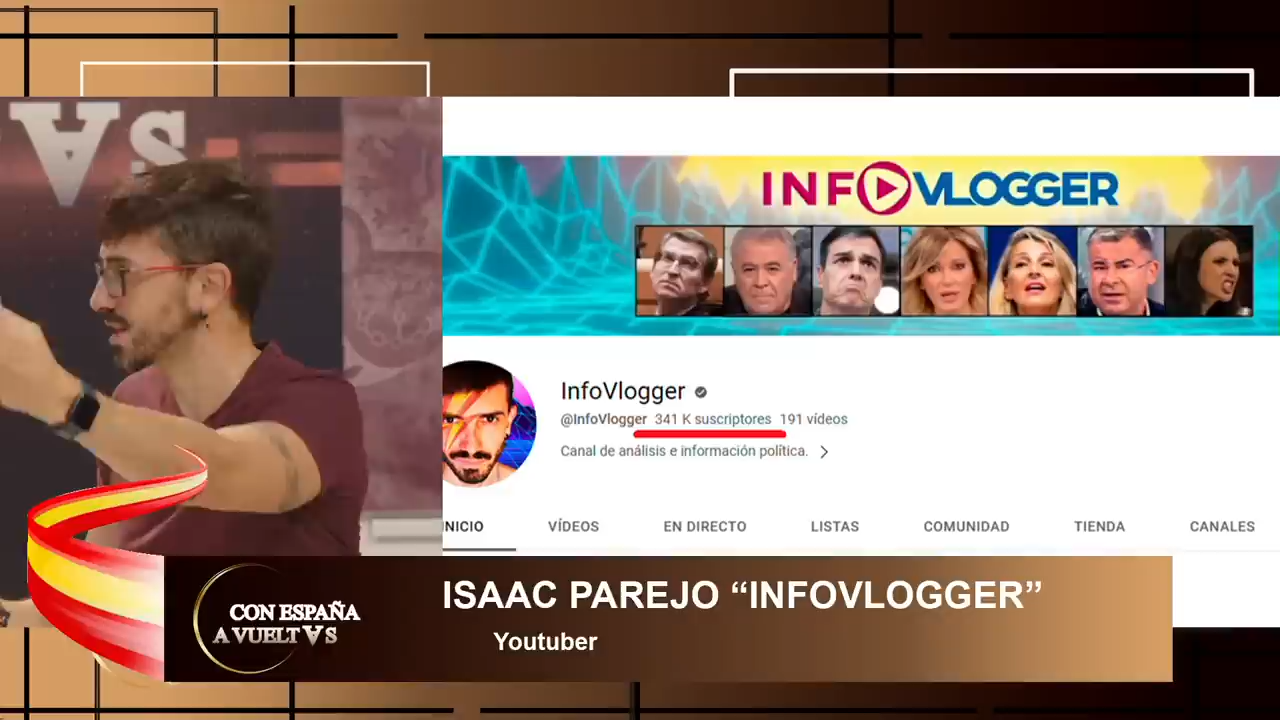 VAS
INFOVLOGGER
InfoVlogger
@InfoVlogger 341 K suscriptores 191 vídeos
Canal de análisis e información política.
INICIO VÍDEOS EN DIRECTO LISTAS COMUNIDAD TIENDA CANALES
ISAAC PAREJO “INFOVLOGGER”
Youtuber
CON ESPAÑA
A VUELTAS